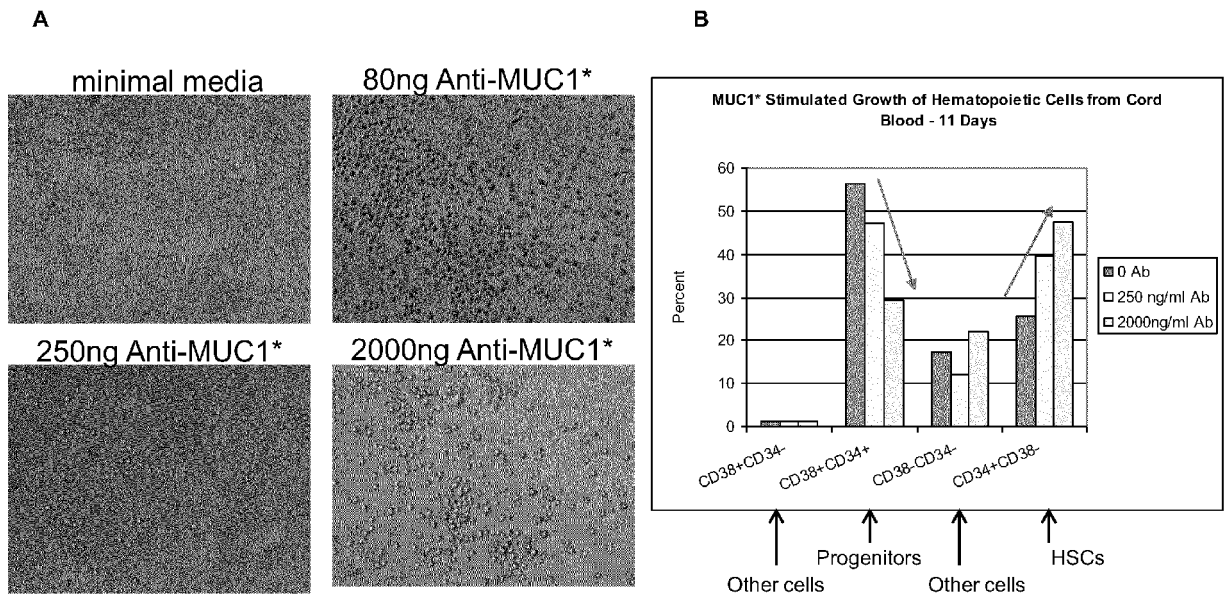 A
B
minimal media
80ng Anti-MUC1*
250ng Anti-MUC1*
2000ng Anti-MUC1*
MUC1* Stimulated Growth of Hematopoietic Cells from Cord
Blood - 11 Days
Percent
60
50
40
30
20
10
0
CD38+CD34-
CD38+CD34+
CD38-CD34-
CD34+CD38-
0 Ab
250 ng/ml Ab
2000ng/ml Ab
Other cells
Progenitors
Other cells
HSCs